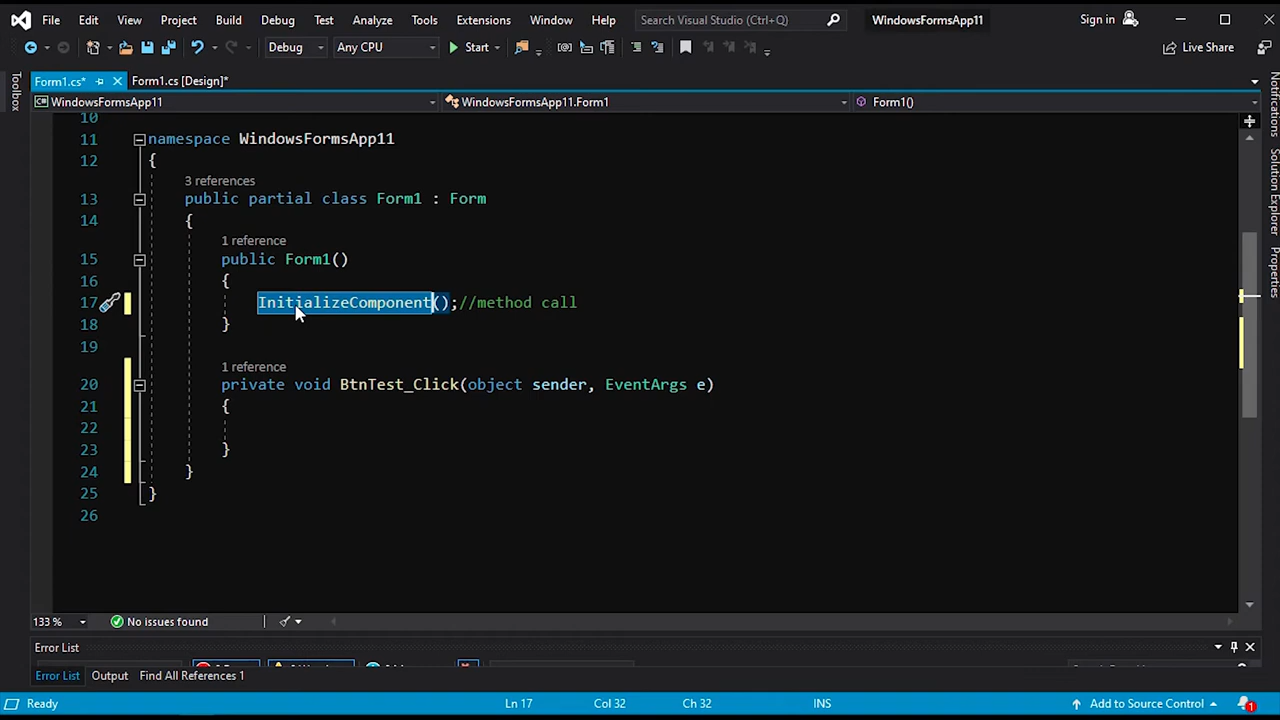 File Edit View Project Build Debug Test Analyze Tools Extensions Window Help Search Visual Studio (Ctrl+Q) WindowsFormsApp11 Sign in
Debug Any CPU Start Live Share
Form1.cs* Form1.cs [Design]*
WindowsFormsApp11 WindowsFormsApp11.Form1 Form1()
Toolbox
Notifications
Solution Explorer
Properties
10
11 namespace WindowsFormsApp11
12 {
3 references
13 public partial class Form1 : Form
14 {
1 reference
15 public Form1()
16 {
17 InitializeComponent();//method call
18 }
19
1 reference
20 private void BtnTest_Click(object sender, EventArgs e)
21 {
22
23 }
24 }
25 }
26
133 % No issues found
Error List
Error List Output Find All References 1
Ready Ln 17 Col 32 Ch 32 INS Add to Source Control 1